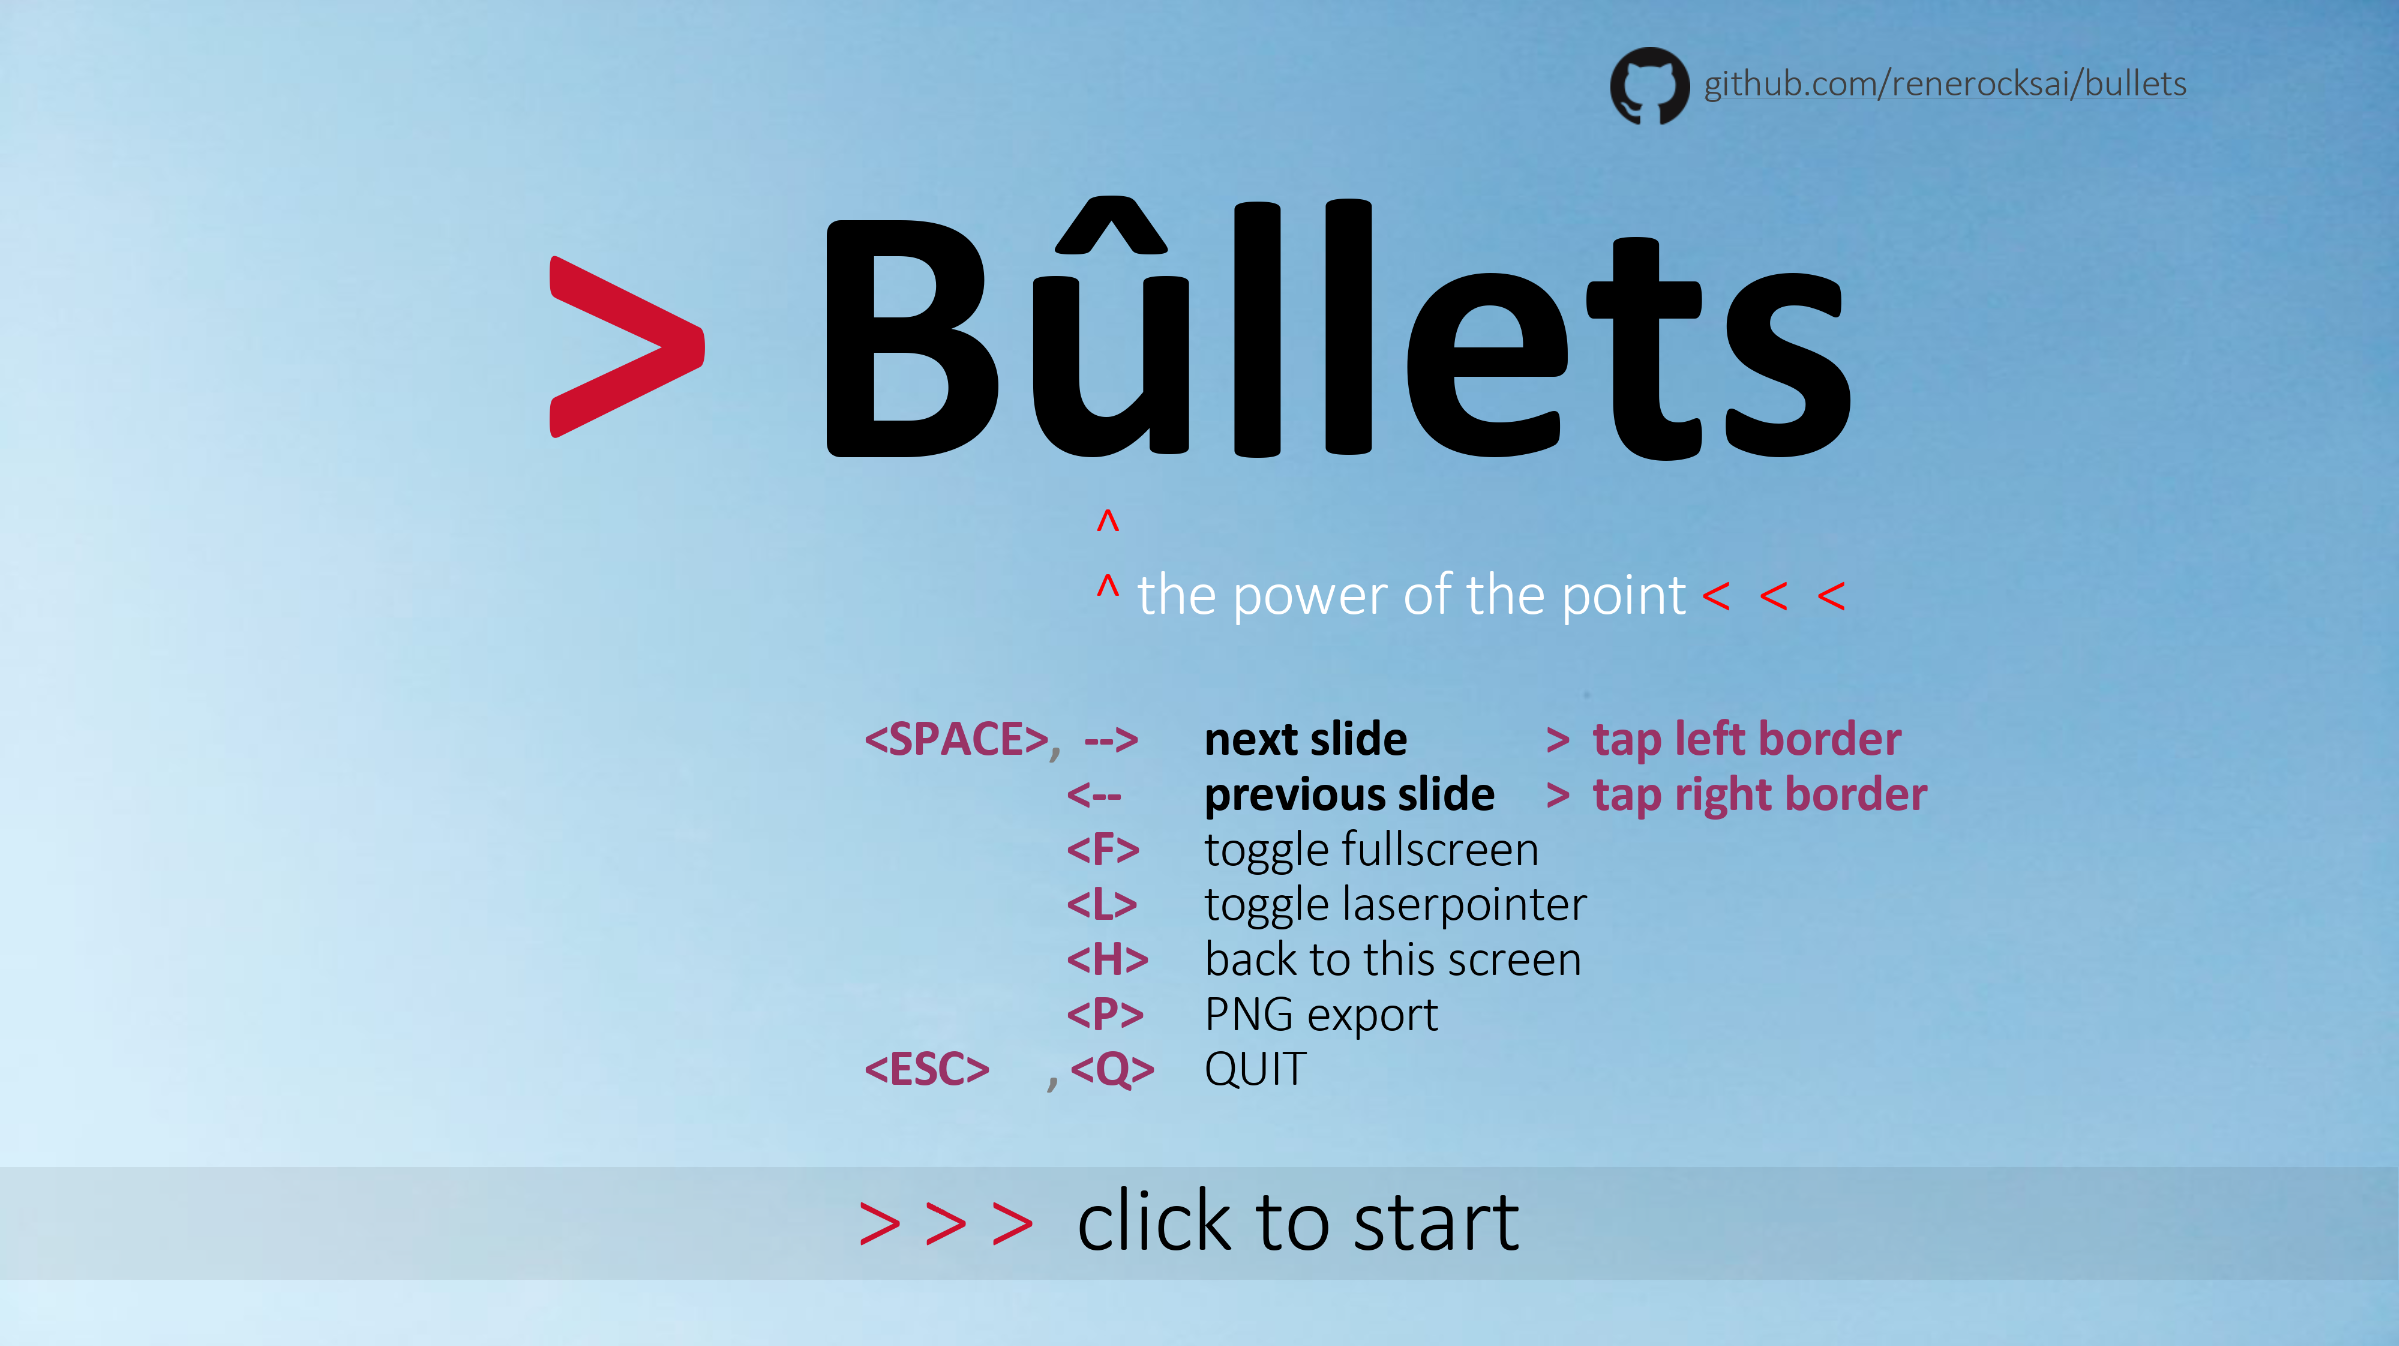 github.com/renerocksai/bullets
> Bûllets
^
^ the power of the point < < <
<SPACE>, --> next slide > tap left border
<-- previous slide > tap right border
<F> toggle fullscreen
<L> toggle laserpointer
<H> back to this screen
<P> PNG export
<ESC> , <Q> QUIT
> > > click to start